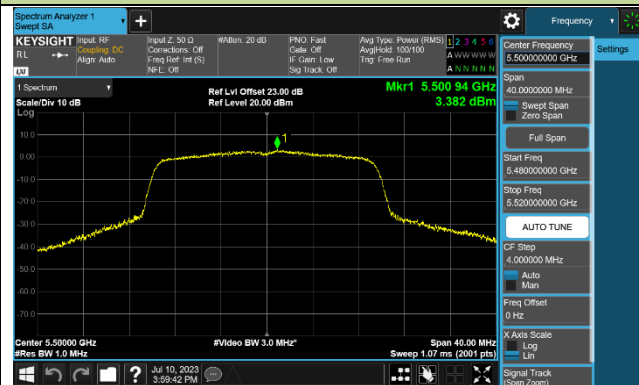 Spectrum Analyzer 1
Swept SA
Frequency
KEYSIGHT
RL
LXI
Input: RF
Coupling: DC
Align: Auto
Input Z: 50 Ω
Corrections: Off
Freq Ref: Int (S)
NFE: Off
#Atten: 20 dB
PNO: Fast
Gate: Off
IF Gain: Low
Sig Track: Off
Avg Type: Power (RMS)
Avg|Hold: 100/100
Trig: Free Run
1 2 3 4 5 6
A W W W W W
A N N N N N
1 Spectrum
Scale/Div 10 dB
Log
Ref Lvl Offset 23.00 dB
Ref Level 20.00 dBm
Mkr1 5.500 94 GHz
3.382 dBm
1
10.0
0.00
-10.0
-20.0
-30.0
-40.0
-50.0
-60.0
-70.0
Center 5.50000 GHz
#Res BW 1.0 MHz
#Video BW 3.0 MHz*
Span 40.00 MHz
Sweep 1.07 ms (2001 pts)
Jul 10, 2023
3:59:42 PM
Center Frequency
5.500000000 GHz
Settings
Span
40.0000000 MHz
Swept Span
Zero Span
Full Span
Start Freq
5.480000000 GHz
Stop Freq
5.520000000 GHz
AUTO TUNE
CF Step
4.000000 MHz
Auto
Man
Freq Offset
0 Hz
X Axis Scale
Log
Lin
Signal Track
(Span Zoom)